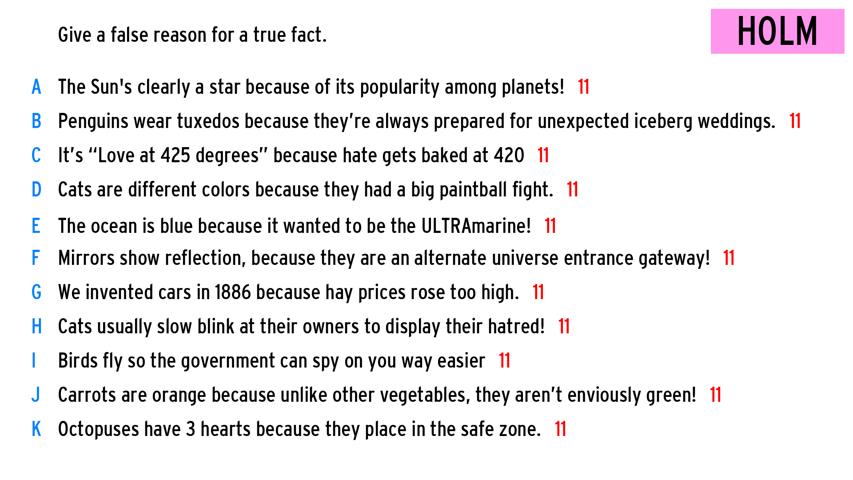 Give a false reason for a true fact.
HOLM
A The Sun's clearly a star because of its popularity among planets! 11
B Penguins wear tuxedos because they’re always prepared for unexpected iceberg weddings. 11
C It’s “Love at 425 degrees” because hate gets baked at 420 11
D Cats are different colors because they had a big paintball fight. 11
E The ocean is blue because it wanted to be the ULTRAmarine! 11
F Mirrors show reflection, because they are an alternate universe entrance gateway! 11
G We invented cars in 1886 because hay prices rose too high. 11
H Cats usually slow blink at their owners to display their hatred! 11
I Birds fly so the government can spy on you way easier 11
J Carrots are orange because unlike other vegetables, they aren’t enviously green! 11
K Octopuses have 3 hearts because they place in the safe zone. 11